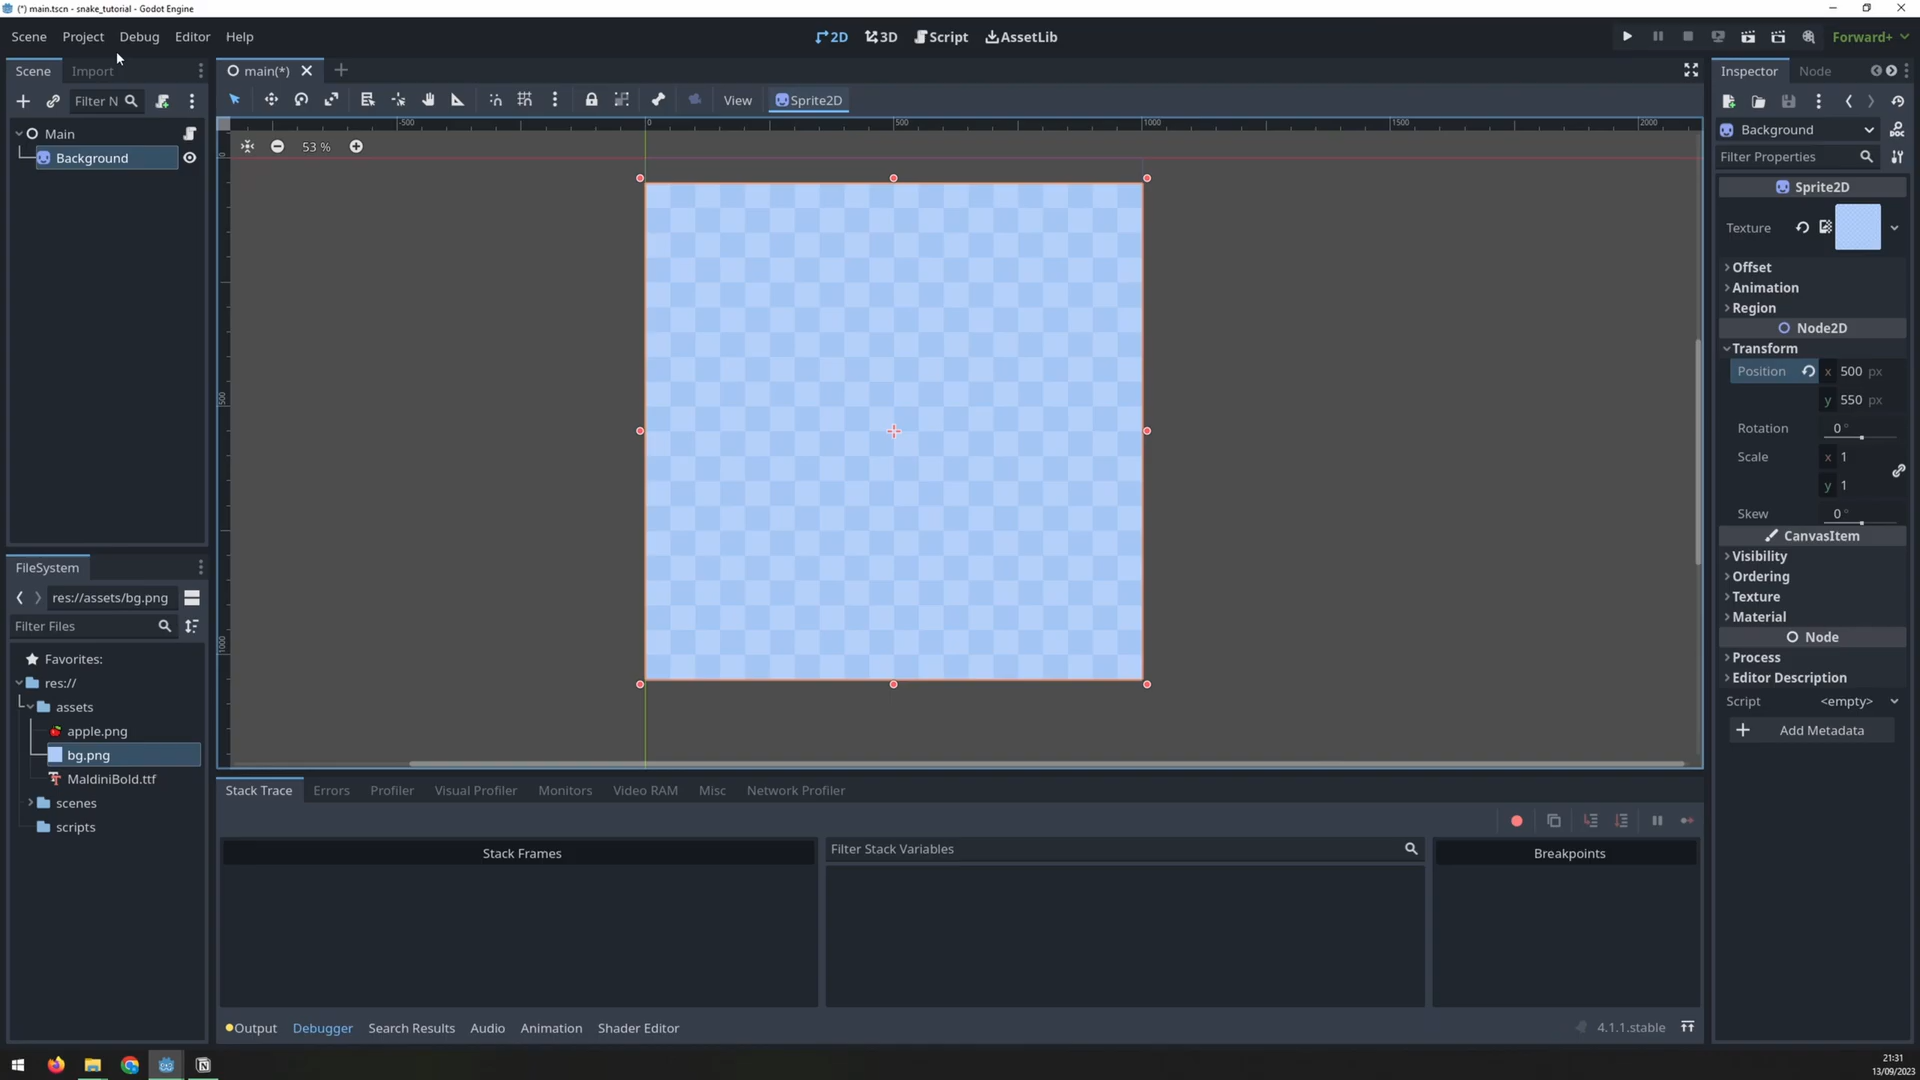 (*) main.tscn - snake_tutorial - Godot Engine
Scene Project Debug Editor Help
2D 3D Script AssetLib
Forward+
Scene Import
main(*)
Inspector Node
Filter N
View Sprite2D
Main
Background
-500 0 500 1000 1500 2000
53 %
0
500
1000
Background
Filter Properties
Sprite2D
Texture
Offset
Animation
Region
Node2D
Transform
Position x 500 px
y 550 px
Rotation 0 °
Scale x 1
y 1
Skew 0 °
CanvasItem
Visibility
Ordering
Texture
Material
Node
Process
Editor Description
Script <empty>
Add Metadata
FileSystem
res://assets/bg.png
Filter Files
Favorites:
res://
assets
apple.png
bg.png
MaldiniBold.ttf
scenes
scripts
Stack Trace Errors Profiler Visual Profiler Monitors Video RAM Misc Network Profiler
Stack Frames
Filter Stack Variables
Breakpoints
Output Debugger Search Results Audio Animation Shader Editor
4.1.1.stable
21:31
13/09/2023